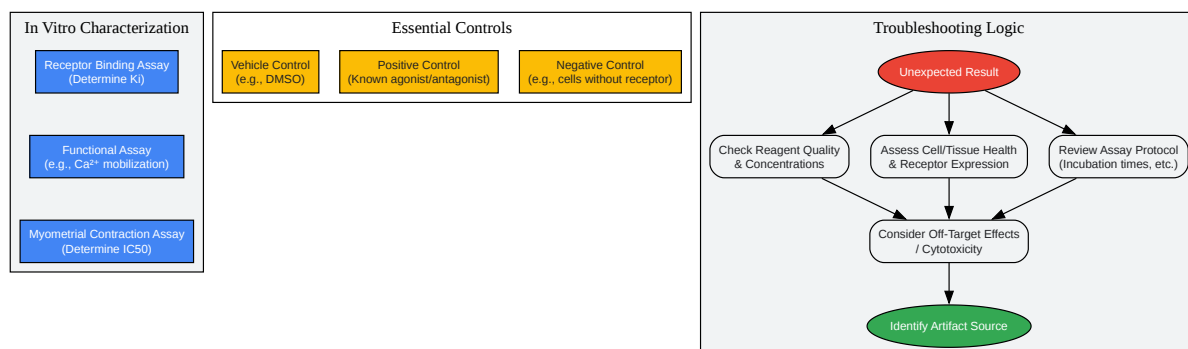 In Vitro Characterization
Receptor Binding Assay
(Determine Ki)
Functional Assay
(e.g., Ca²⁺ mobilization)
Myometrial Contraction Assay
(Determine IC50)
Essential Controls
Vehicle Control
(e.g., DMSO)
Positive Control
(Known agonist/antagonist)
Negative Control
(e.g., cells without receptor)
Troubleshooting Logic
Unexpected Result
Check Reagent Quality
& Concentrations
Assess Cell/Tissue Health
& Receptor Expression
Review Assay Protocol
(Incubation times, etc.)
Consider Off-Target Effects
/ Cytotoxicity
Identify Artifact Source